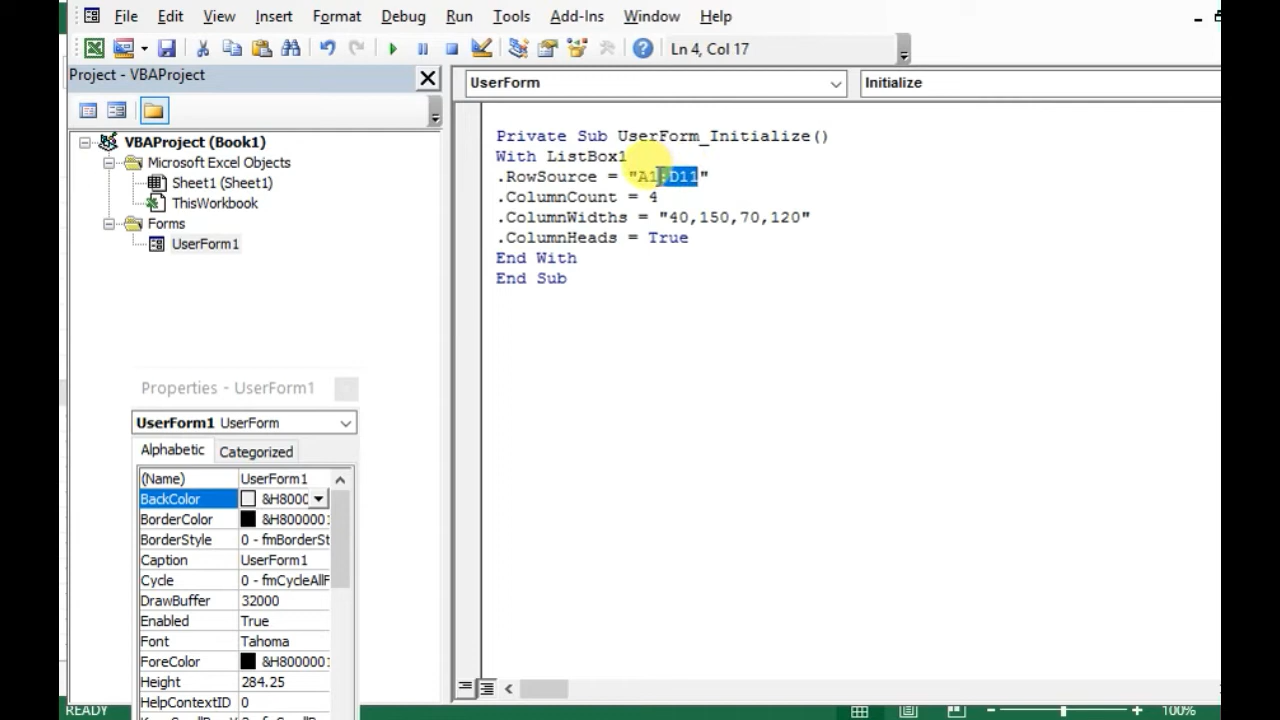 File Edit View Insert Format Debug Run Tools Add-Ins Window Help
Ln 4, Col 17
Project - VBAProject
UserForm
Initialize
VBAProject (Book1)
Microsoft Excel Objects
Sheet1 (Sheet1)
ThisWorkbook
Forms
UserForm1
Private Sub UserForm_Initialize()
With ListBox1
.RowSource = "A1:D11"
.ColumnCount = 4
.ColumnWidths = "40,150,70,120"
.ColumnHeads = True
End With
End Sub
Properties - UserForm1
UserForm1 UserForm
Alphabetic Categorized
(Name) UserForm1
BackColor &H8000
BorderColor &H8000001
BorderStyle 0 - fmBorderSt
Caption UserForm1
Cycle 0 - fmCycleAllF
DrawBuffer 32000
Enabled True
Font Tahoma
ForeColor &H8000001
Height 284.25
HelpContextID 0
READY
100%